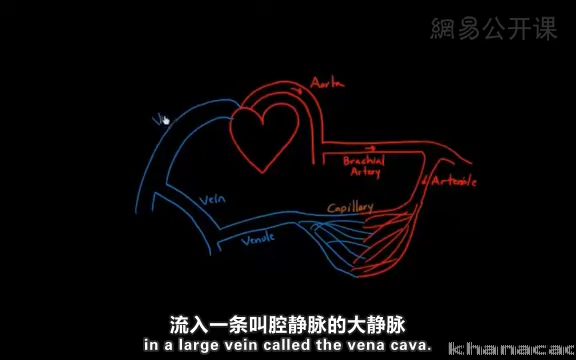 網易公开课
Aorta
V
Brachial
Artery
Arteriole
Vein
Capillary
Venule
流入一条叫腔静脉的大静脉
in a large vein called the vena cava.
khanacad